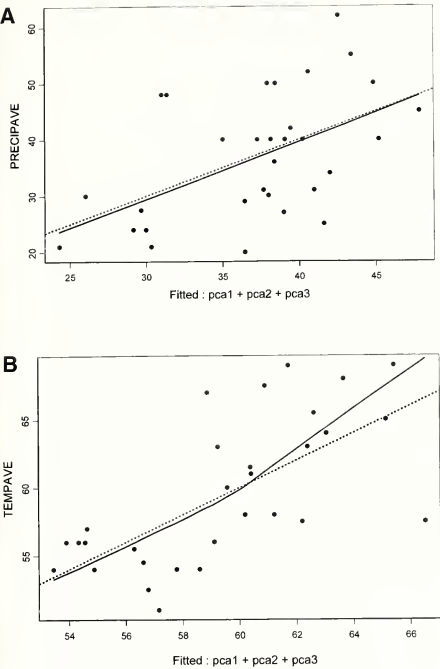 A
PRECIPAVE
60
50
40
30
20
25 30 35 40 45
Fitted : pca1 + pca2 + pca3
B
TEMPAVE
65
60
55
54 56 58 60 62 64 66
Fitted : pca1 + pca2 + pca3